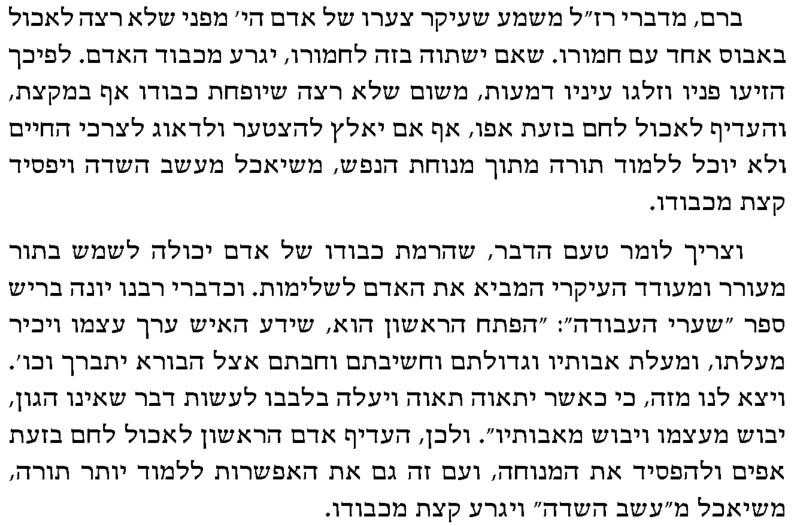 ברם, מדברי רז״ל משמע שעיקר צערו של אדם הי׳ מפני שלא רצה לאכול
באבוס אחד עם חמורו. שאם ישתוה בזה לחמורו, יגרע מכבוד האדם. לפיכך
הזיעו פניו וזלגו עיניו דמעות, משום שלא רצה שיופחת כבודו אף במקצת,
והעדיף לאכול לחם בזעת אפו, אף אם יאלץ להצטער ולדאוג לצרכי החיים
ולא יוכל ללמוד תורה מתוך מנוחת הנפש, משיאכל מעשב השדה ויפסיד
קצת מכבודו.
וצריך לומר טעם הדבר, שהרמת כבודו של אדם יכולה לשמש בתור
מעורר ומעודד העיקרי המביא את האדם לשלימות. וכדברי רבנו יונה בריש
ספר ״שערי העבודה״: ״הפתח הראשון הוא, שידע האיש ערך עצמו ויכיר
מעלתו, ומעלת אבותיו וגדולתם וחשיבתם וחבתם אצל הבורא יתברך וכו׳.
ויצא לנו מזה, כי כאשר יתאוה תאוה ויעלה בלבבו לעשות דבר שאינו הגון,
יבוש מעצמו ויבוש מאבותיו״. ולכן, העדיף אדם הראשון לאכול לחם בזעת
אפים ולהפסיד את המנוחה, ועם זה גם את האפשרות ללמוד יותר תורה,
משיאכל מ״עשב השדה״ ויגרע קצת מכבודו.